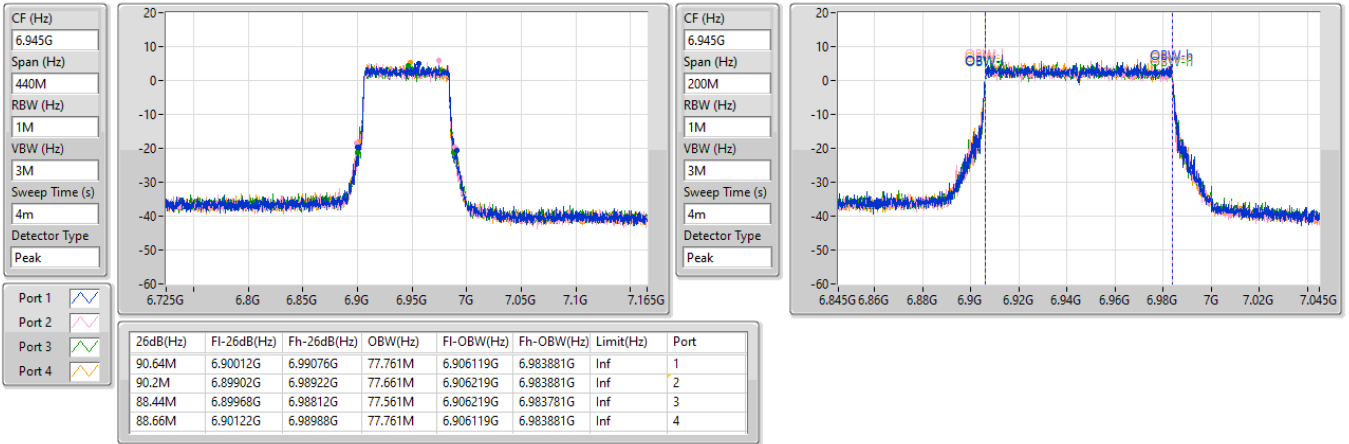 CF (Hz)
6.945G
Span (Hz)
440M
RBW (Hz)
1M
VBW (Hz)
3M
Sweep Time (s)
4m
Detector Type
Peak
20
10
0
-10
-20
-30
-40
-50
-60
6.725G 6.8G 6.85G 6.9G 6.95G 7G 7.05G 7.1G 7.165G
CF (Hz)
6.945G
Span (Hz)
200M
RBW (Hz)
1M
VBW (Hz)
3M
Sweep Time (s)
4m
Detector Type
Peak
20
10
0
-10
-20
-30
-40
-50
-60
OBW-l
OBW-h
6.845G 6.86G 6.88G 6.9G 6.92G 6.94G 6.96G 6.98G 7G 7.02G 7.045G
Port 1
Port 2
Port 3
Port 4
26dB(Hz) Fl-26dB(Hz) Fh-26dB(Hz) OBW(Hz) Fl-OBW(Hz) Fh-OBW(Hz) Limit(Hz) Port
90.64M 6.90012G 6.99076G 77.761M 6.906119G 6.983881G Inf 1
90.2M 6.89902G 6.98922G 77.661M 6.906219G 6.983881G Inf 2
88.44M 6.89968G 6.98812G 77.561M 6.906219G 6.983781G Inf 3
88.66M 6.90122G 6.98988G 77.761M 6.906119G 6.983881G Inf 4